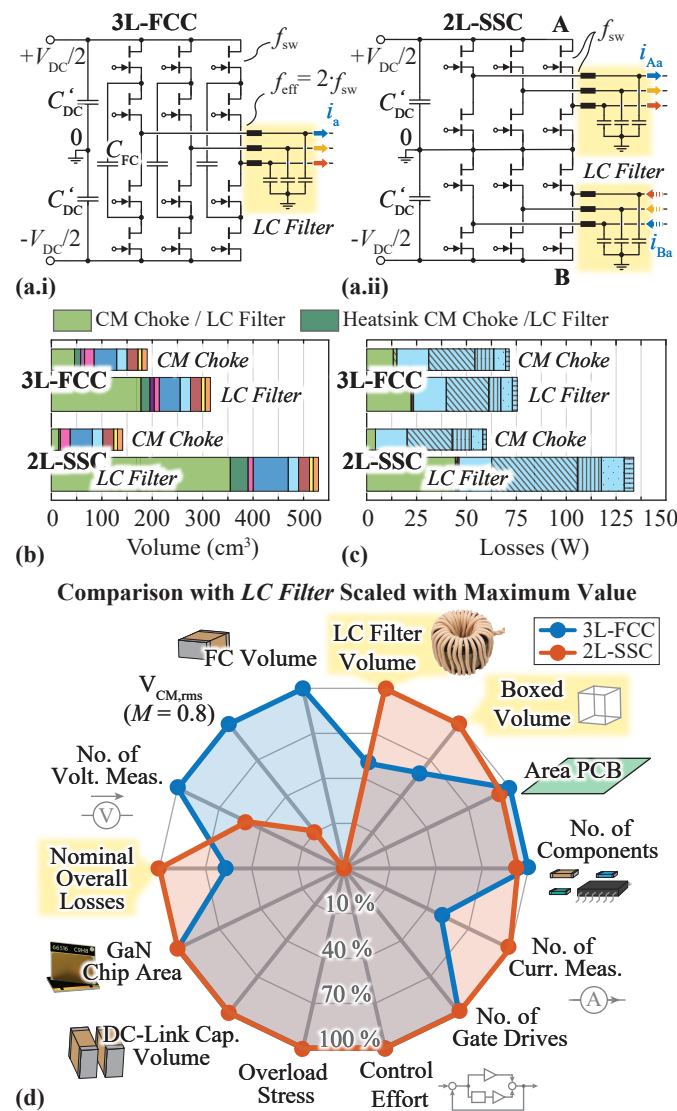 3L-FCC
2L-SSC
+V_DC/2
f_sw
f_eff = 2·f_sw
C_DC'
i_a
0
C_FC
C_DC'
LC Filter
-V_DC/2
(a.i)
+V_DC/2
A
f_sw
i_Aa
C_DC'
0
LC Filter
C_DC'
-V_DC/2
i_Ba
B
(a.ii)
CM Choke / LC Filter
Heatsink CM Choke /LC Filter
CM Choke
3L-FCC
LC Filter
CM Choke
2L-SSC
LC Filter
0 100 200 300 400 500
Volume (cm³)
(b)
CM Choke
3L-FCC
LC Filter
CM Choke
2L-SSC
LC Filter
0 25 50 75 100 125 150
Losses (W)
(c)
Comparison with LC Filter Scaled with Maximum Value
3L-FCC
2L-SSC
FC Volume
LC Filter
Volume
Boxed
Volume
V_CM,rms
(M = 0.8)
Area PCB
No. of
Volt. Meas.
V
No. of
Components
Nominal
Overall
Losses
10 %
40 %
70 %
100 %
No. of
Curr. Meas.
A
GaN
Chip Area
No. of
Gate Drives
DC-Link Cap.
Volume
Overload
Stress
Control
Effort
(d)